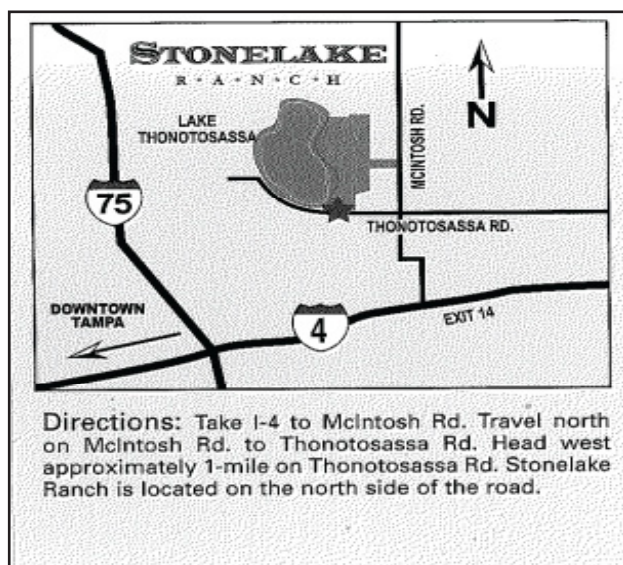 STONELAKE
R • A • N • C • H
LAKE
THONOTOSASSA
MCINTOSH RD.
N
75
THONOTOSASSA RD.
DOWNTOWN
TAMPA
4
EXIT 14
Directions: Take I-4 to McIntosh Rd. Travel north
on McIntosh Rd. to Thonotosassa Rd. Head west
approximately 1-mile on Thonotosassa Rd. Stonelake
Ranch is located on the north side of the road.